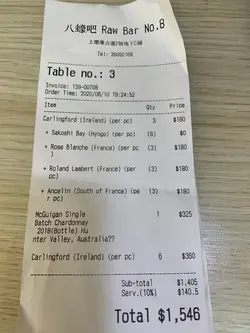 八蠔吧 Raw Bar NO.8
Tel: 26092168
Table no.: 3
Invoice: 139-00708
Order Time: 2020/08/10 19:24:52
Item Qty Price
Carlingford (Ireland) (per pc) (3) $180
+ Sakoshi Bay (Hyogo) (per pc) (6) $0
+ Rose Blanche (France) (per pc) (3) $180
+ Roland Lambert (France) (per pc) (3) $180
+ Ancelin (South of France) (per pc) (3) $180
McGuigan Single 1 $325
Batch Chardonnay
2018(Bottle) Hu
nter Valley, Australia??
Carlingford (Ireland) (per pc) 6 $360
Sub-total $1,405
Serv.(10%) $140.5
Total $1,546